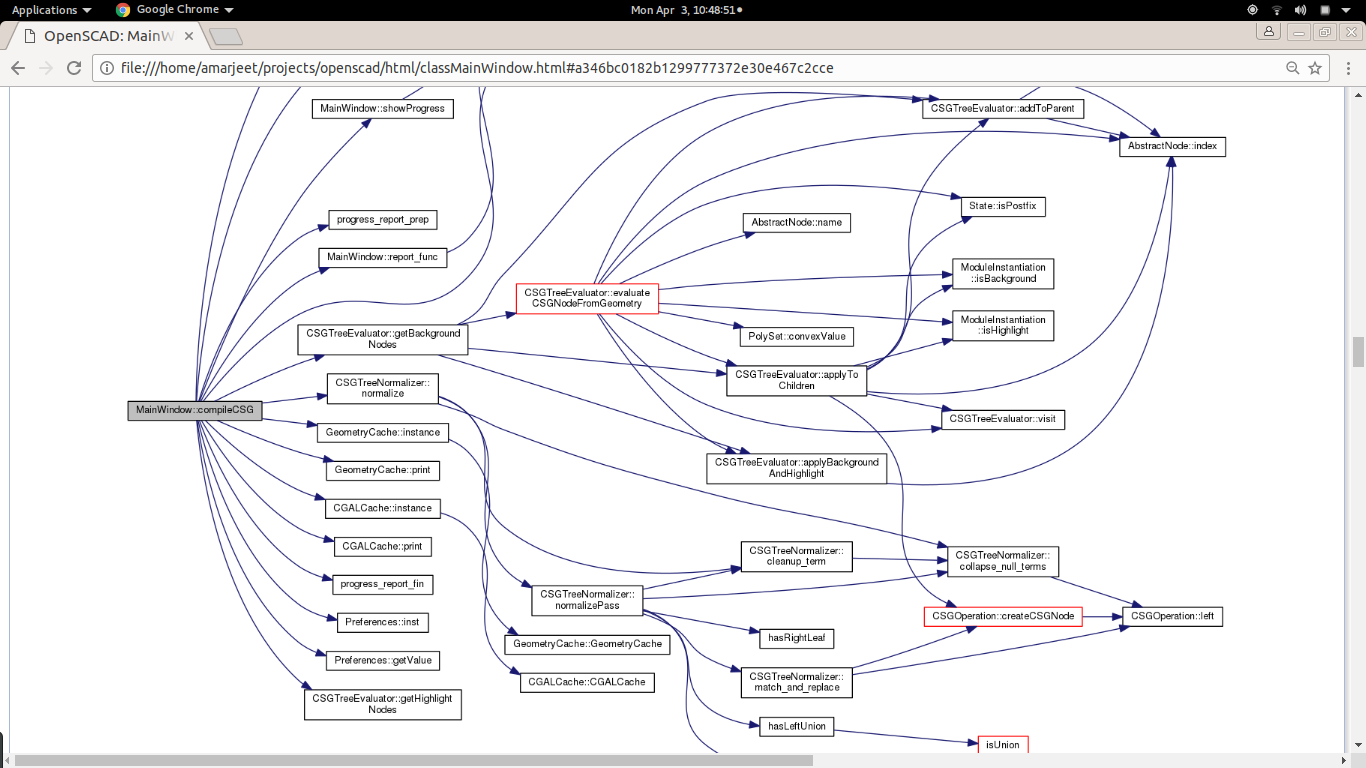 Applications
Google Chrome
Mon Apr 3, 10:48:51
OpenSCAD: MainW
file:///home/amarjeet/projects/openscad/html/classMainWindow.html#a346bc0182b1299777372e30e467c2cce
MainWindow::showProgress
CSGTreeEvaluator::addToParent
AbstractNode::index
progress_report_prep
State::isPostfix
AbstractNode::name
MainWindow::report_func
ModuleInstantiation
::isBackground
CSGTreeEvaluator::evaluate
CSGNodeFromGeometry
ModuleInstantiation
::isHighlight
CSGTreeEvaluator::getBackground
Nodes
PolySet::convexValue
CSGTreeEvaluator::applyTo
Children
CSGTreeNormalizer::
normalize
MainWindow::compileCSG
CSGTreeEvaluator::visit
GeometryCache::instance
GeometryCache::print
CSGTreeEvaluator::applyBackground
AndHighlight
CGALCache::instance
CGALCache::print
CSGTreeNormalizer::
cleanup_term
CSGTreeNormalizer::
collapse_null_terms
progress_report_fin
CSGTreeNormalizer::
normalizePass
CSGOperation::createCSGNode
CSGOperation::left
Preferences::inst
hasRightLeaf
GeometryCache::GeometryCache
Preferences::getValue
CGALCache::CGALCache
CSGTreeNormalizer::
match_and_replace
CSGTreeEvaluator::getHighlight
Nodes
hasLeftUnion
isUnion